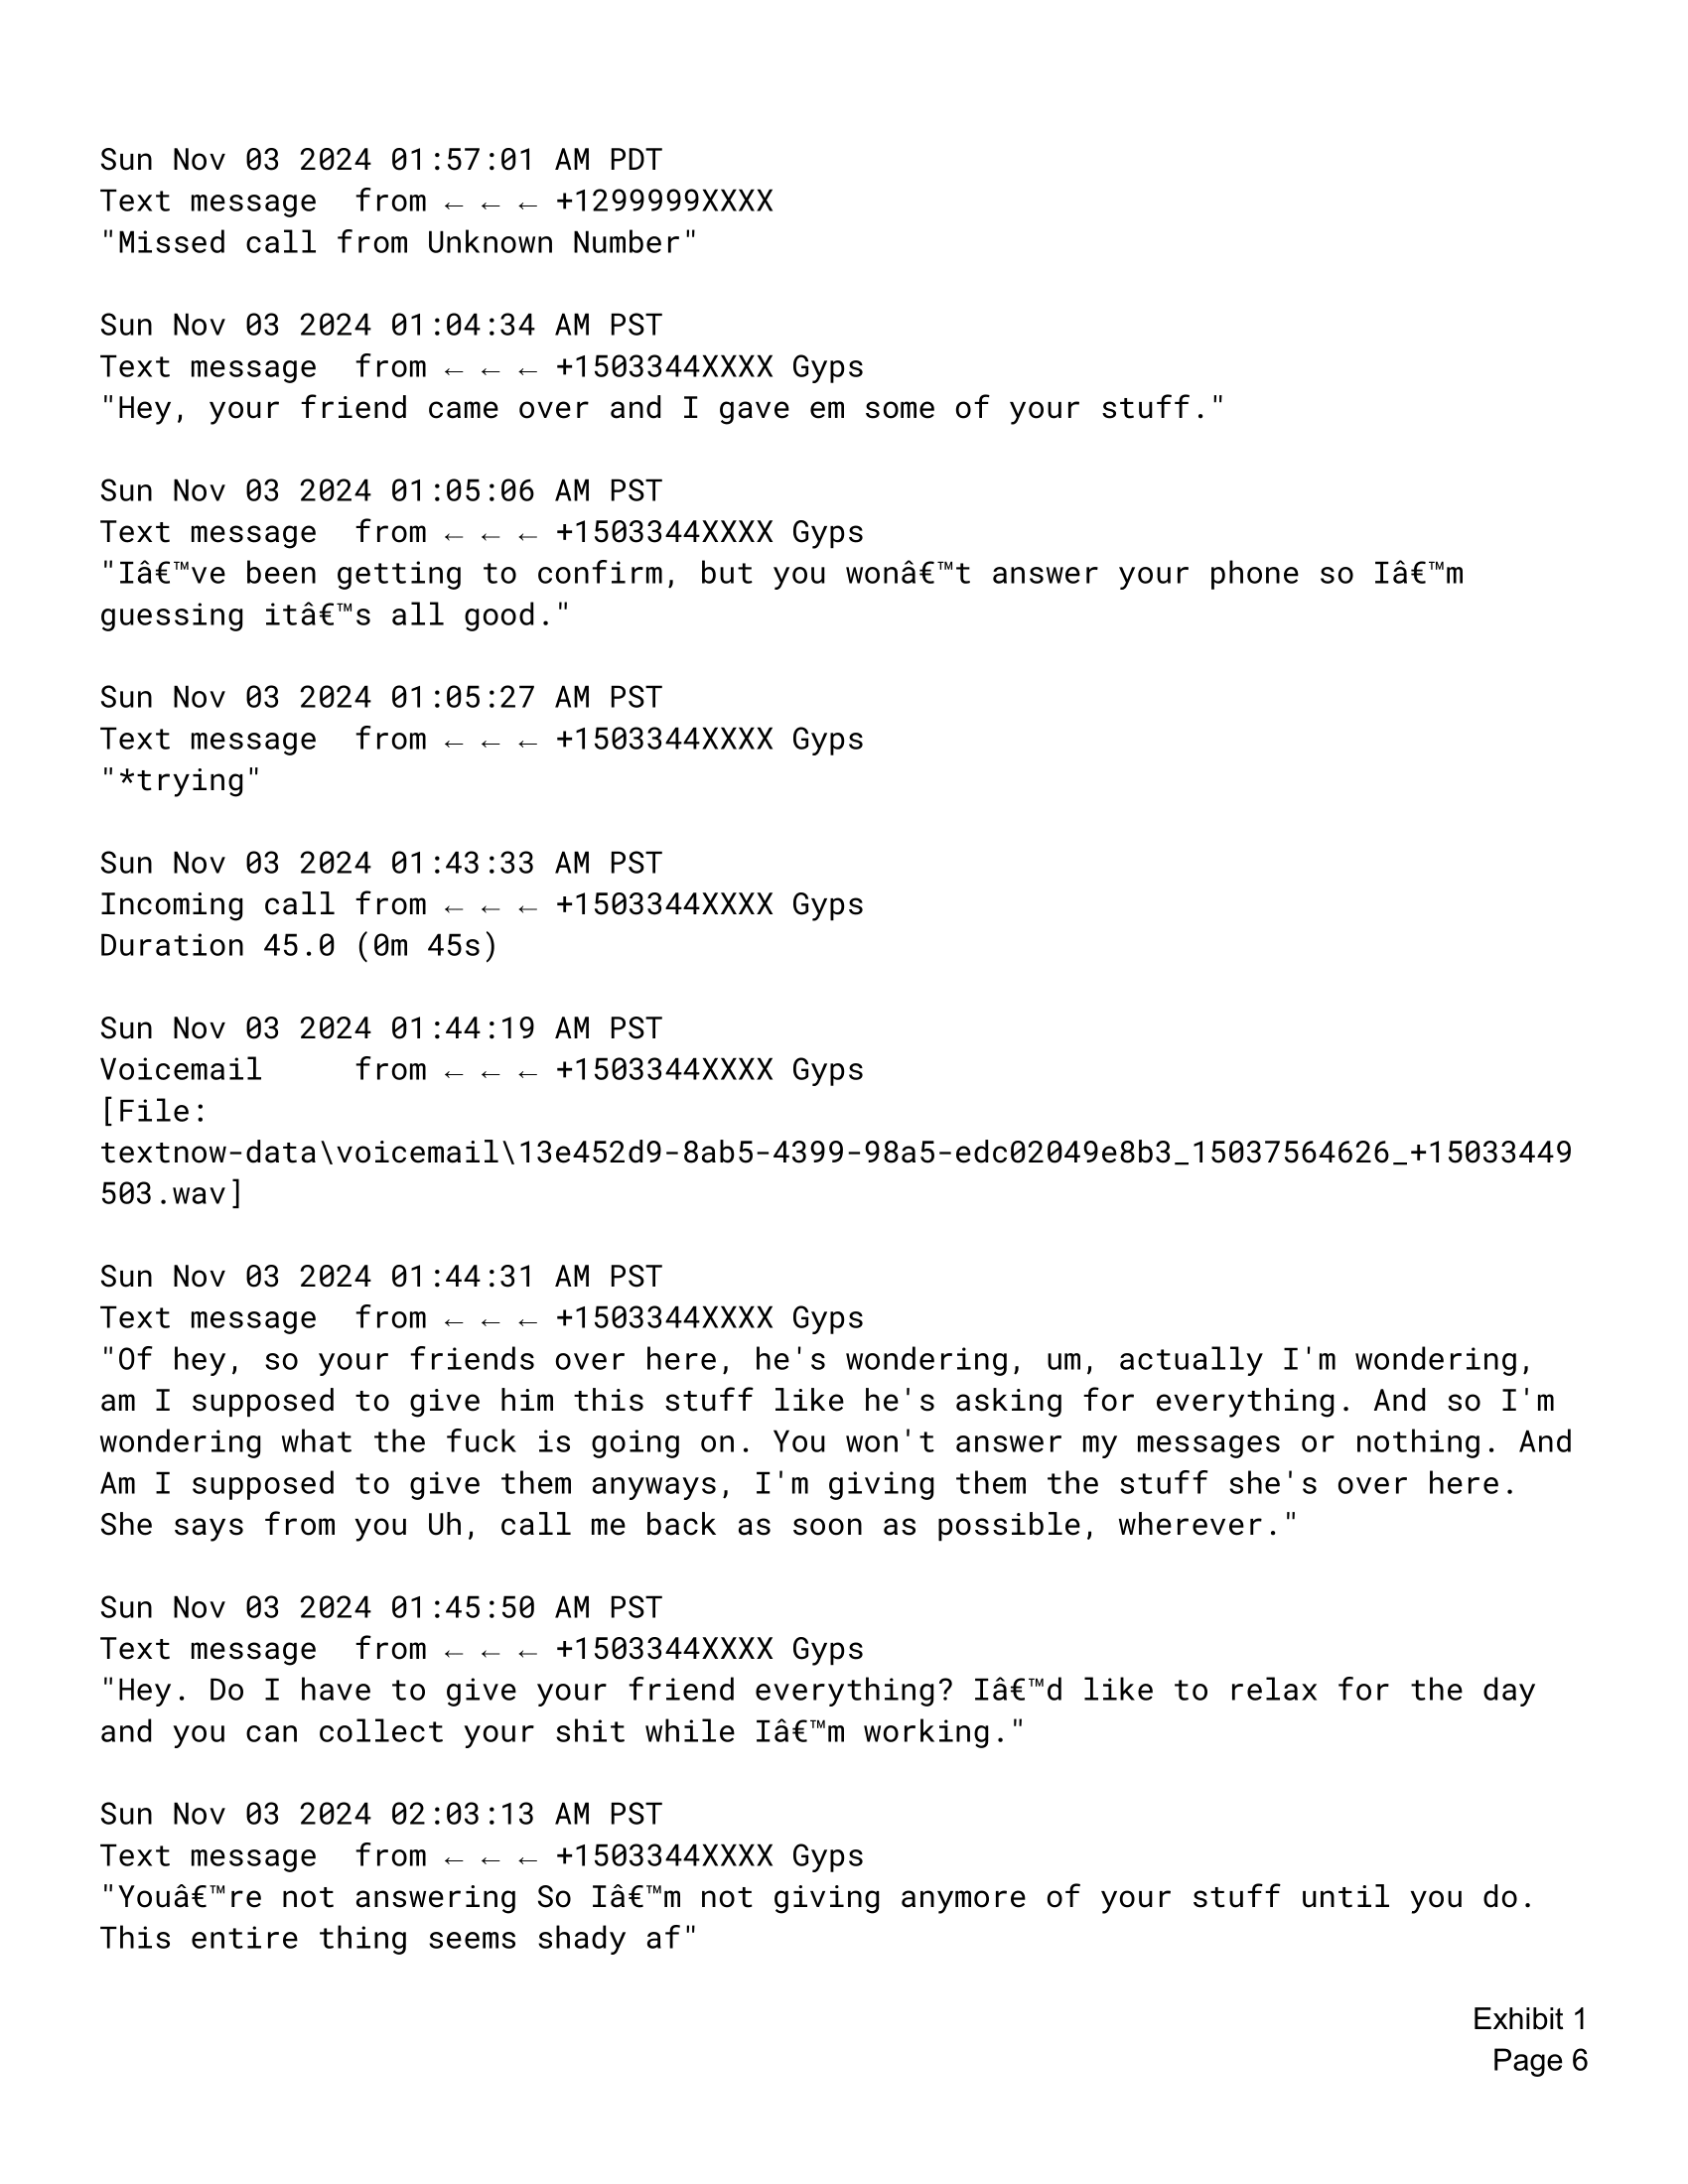 Sun Nov 03 2024 01:57:01 AM PDT
Text message  from ← ← ← +1299999XXXX
"Missed call from Unknown Number"
Sun Nov 03 2024 01:04:34 AM PST
Text message  from ← ← ← +1503344XXXX Gyps
"Hey, your friend came over and I gave em some of your stuff."
Sun Nov 03 2024 01:05:06 AM PST
Text message  from ← ← ← +1503344XXXX Gyps
"Iâ€™ve been getting to confirm, but you wonâ€™t answer your phone so Iâ€™m
guessing itâ€™s all good."
Sun Nov 03 2024 01:05:27 AM PST
Text message  from ← ← ← +1503344XXXX Gyps
"*trying"
Sun Nov 03 2024 01:43:33 AM PST
Incoming call from ← ← ← +1503344XXXX Gyps
Duration 45.0 (0m 45s)
Sun Nov 03 2024 01:44:19 AM PST
Voicemail     from ← ← ← +1503344XXXX Gyps
[File:
textnow-data\voicemail\13e452d9-8ab5-4399-98a5-edc02049e8b3_15037564626_+15033449
503.wav]
Sun Nov 03 2024 01:44:31 AM PST
Text message  from ← ← ← +1503344XXXX Gyps
"Of hey, so your friends over here, he's wondering, um, actually I'm wondering,
am I supposed to give him this stuff like he's asking for everything. And so I'm
wondering what the fuck is going on. You won't answer my messages or nothing. And
Am I supposed to give them anyways, I'm giving them the stuff she's over here.
She says from you Uh, call me back as soon as possible, wherever."
Sun Nov 03 2024 01:45:50 AM PST
Text message  from ← ← ← +1503344XXXX Gyps
"Hey. Do I have to give your friend everything? Iâ€™d like to relax for the day
and you can collect your shit while Iâ€™m working."
Sun Nov 03 2024 02:03:13 AM PST
Text message  from ← ← ← +1503344XXXX Gyps
"Youâ€™re not answering So Iâ€™m not giving anymore of your stuff until you do.
This entire thing seems shady af"
Exhibit 1
Page 6